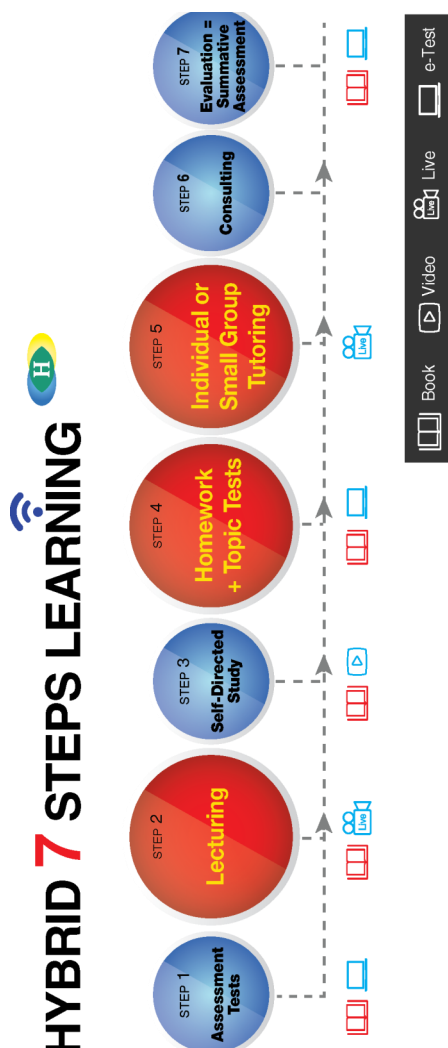 HYBRID 7 STEPS LEARNING
H
STEP 1
Assessment
Tests
STEP 2
Lecturing
STEP 3
Self-Directed
Study
STEP 4
Homework
+ Topic Tests
STEP 5
Individual or
Small Group
Tutoring
STEP 6
Consulting
STEP 7
Evaluation =
Summative
Assessment
Live
Live
Book
Video
Live
Live
e-Test